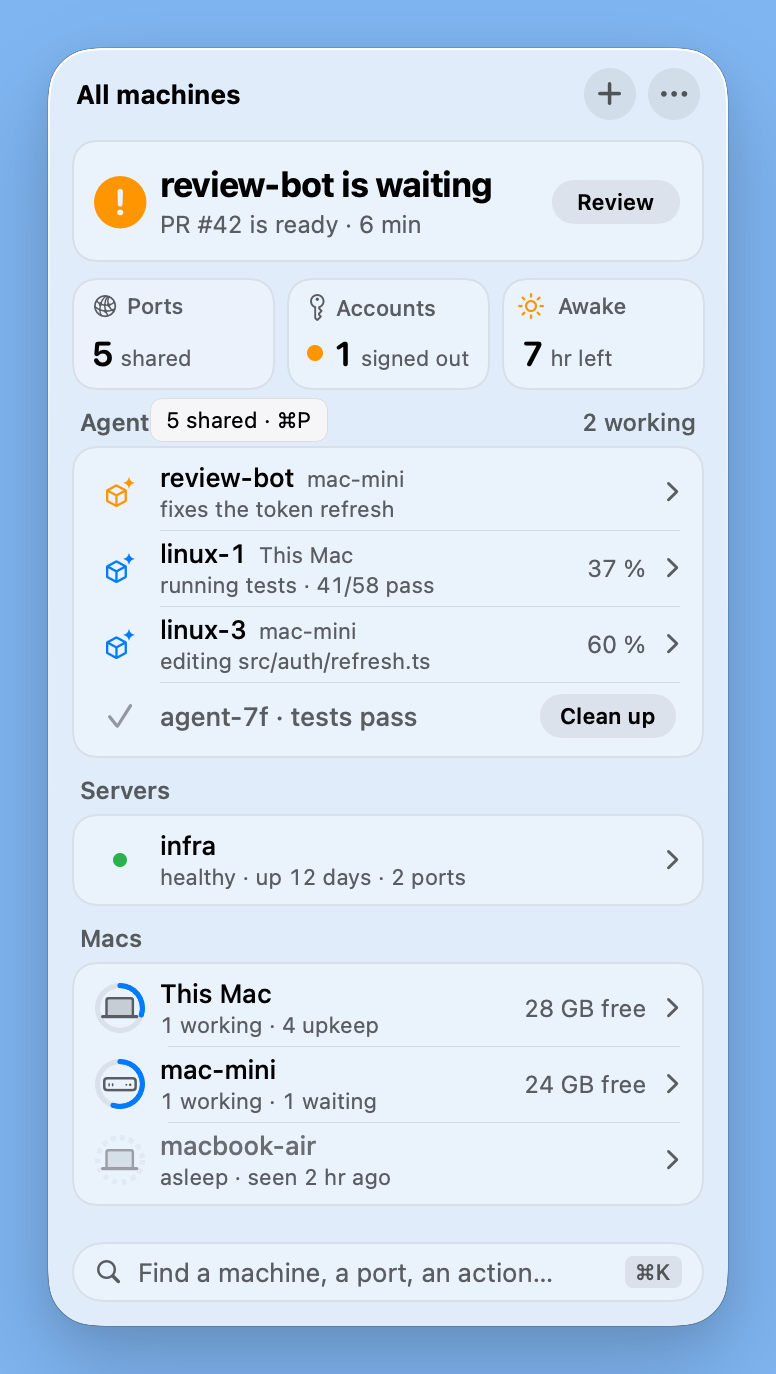 All machines
review-bot is waiting
PR #42 is ready · 6 min
Review
Ports
5 shared
Accounts
1 signed out
Awake
7 hr left
Agent
5 shared · ⌘P
2 working
review-bot mac-mini
fixes the token refresh
linux-1 This Mac
running tests · 41/58 pass
37 %
linux-3 mac-mini
editing src/auth/refresh.ts
60 %
agent-7f · tests pass
Clean up
Servers
infra
healthy · up 12 days · 2 ports
Macs
This Mac
1 working · 4 upkeep
28 GB free
mac-mini
1 working · 1 waiting
24 GB free
macbook-air
asleep · seen 2 hr ago
Find a machine, a port, an action...
⌘K